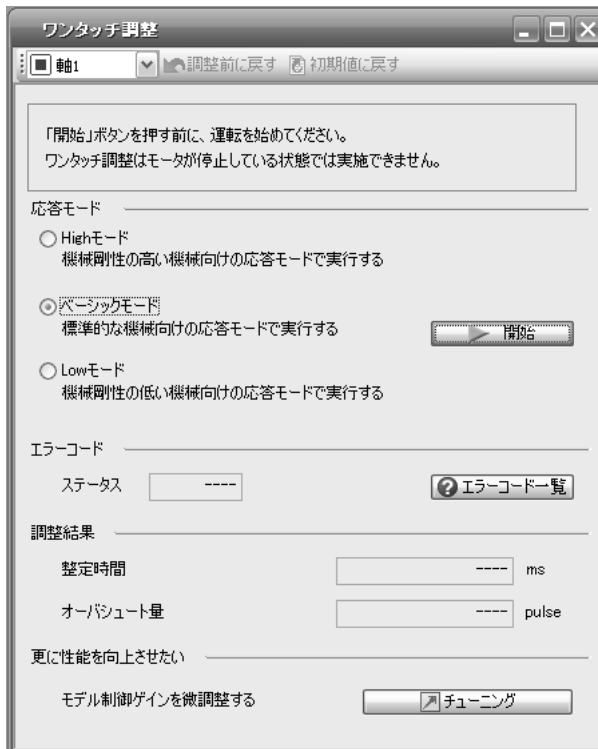 ワンタッチ調整
軸1 調整前に戻す 初期値に戻す
「開始」ボタンを押す前に、運転を始めてください。
ワンタッチ調整はモータが停止している状態では実施できません。
応答モード
Highモード
機械剛性の高い機械向けの応答モードで実行する
ベーシックモード
標準的な機械向けの応答モードで実行する
開始
Lowモード
機械剛性の低い機械向けの応答モードで実行する
エラーコード
ステータス ---- エラーコード一覧
調整結果
整定時間 ---- ms
オーバシュート量 ---- pulse
更に性能を向上させたい
モデル制御ゲインを微調整する チューニング